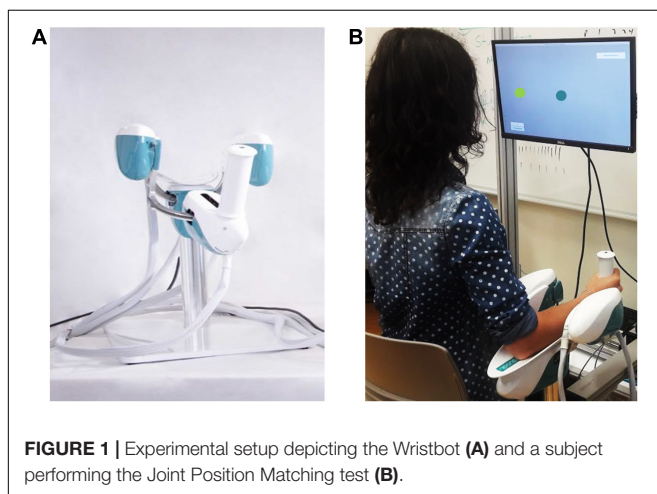 A
B
FIGURE 1 | Experimental setup depicting the Wristbot (A) and a subject
performing the Joint Position Matching test (B).